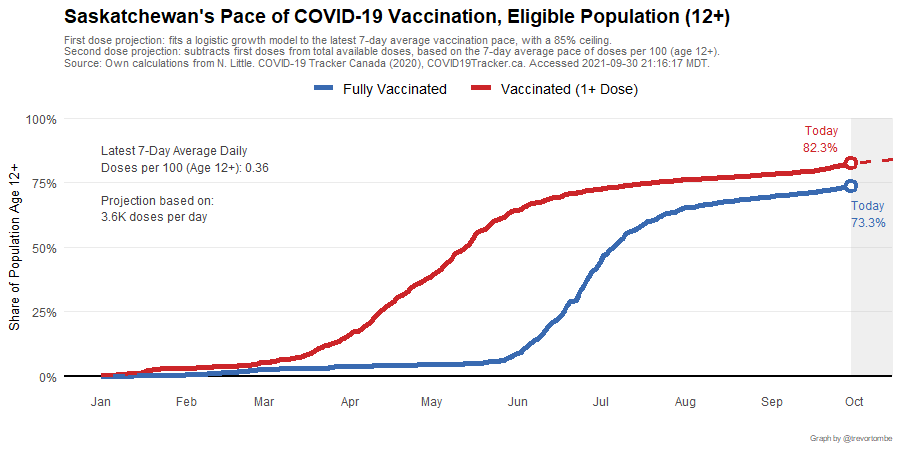 Saskatchewan's Pace of COVID-19 Vaccination, Eligible Population (12+)
First dose projection: fits a logistic growth model to the latest 7-day average vaccination pace, with a 85% ceiling.
Second dose projection: subtracts first doses from total available doses, based on the 7-day average pace of doses per 100 (age 12+).
Source: Own calculations from N. Little. COVID-19 Tracker Canada (2020), COVID19Tracker.ca. Accessed 2021-09-30 21:16:17 MDT.
Fully Vaccinated
Vaccinated (1+ Dose)
Share of Population Age 12+
100%
75%
50%
25%
0%
Latest 7-Day Average Daily
Doses per 100 (Age 12+): 0.36
Projection based on:
3.6K doses per day
Today
82.3%
Today
73.3%
Jan
Feb
Mar
Apr
May
Jun
Jul
Aug
Sep
Oct
Graph by @trevortombe